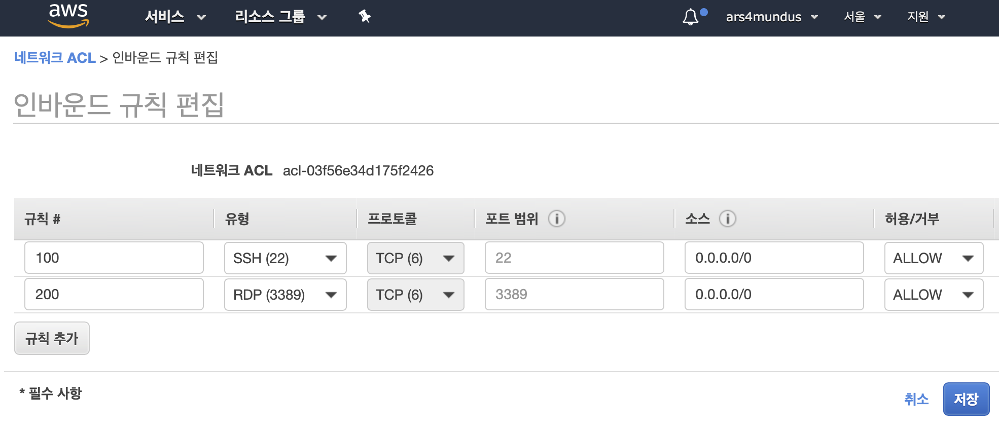 aws 서비스 리소스 그룹 ars4mundus 서울 지원
네트워크 ACL > 인바운드 규칙 편집
인바운드 규칙 편집
네트워크 ACL acl-03f56e34d175f2426
규칙 # 유형 프로토콜 포트 범위 i 소스 i 허용/거부
100 SSH (22) TCP (6) 22 0.0.0.0/0 ALLOW
200 RDP (3389) TCP (6) 3389 0.0.0.0/0 ALLOW
규칙 추가
* 필수 사항
취소 저장